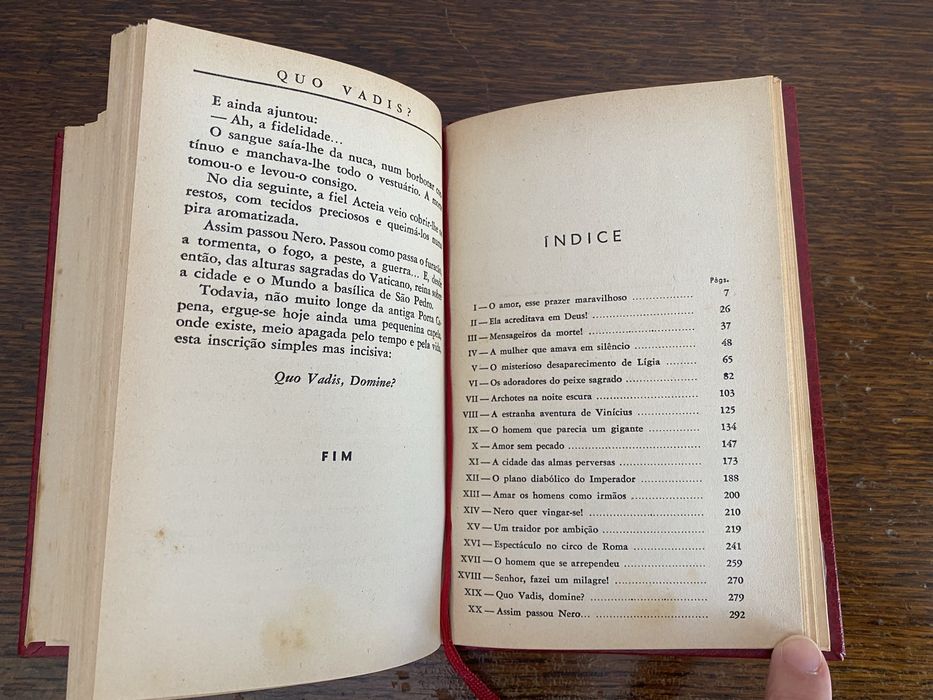 QUO VADIS?
E ainda ajuntou:
— Ah, a fidelidade...
O sangue saía-lhe da nuca, num borbotar
tínuo e manchava-lhe todo o vestuário. A
tomou-o e levou-o consigo.
No dia seguinte, a fiel Acteia veio cobrir-lhe os
restos, com tecidos preciosos e queimá-los numa
pira aromatizada.
Assim passou Nero. Passou como passa o furacão,
a tormenta, o fogo, a peste, a guerra... E, desde
então, das alturas sagradas do Vaticano, reina sobre
a cidade e o Mundo a basílica de São Pedro.
Todavia, não muito longe da antiga Porta Ca-
pena, ergue-se hoje ainda uma pequenina capela,
onde existe, meio apagada pelo tempo e pela vida,
esta inscrição simples mas incisiva:
Quo Vadis, Domine?
FIM
ÍNDICE
Págs.
I — O amor, esse prazer maravilhoso .................... 7
II — Ela acreditava em Deus! .................... 26
III — Mensageiros da morte! .................... 37
IV — A mulher que amava em silêncio .................... 48
V — O misterioso desaparecimento de Lígia .................... 65
VI — Os adoradores do peixe sagrado .................... 82
VII — Archotes na noite escura .................... 103
VIII — A estranha aventura de Vinícius .................... 125
IX — O homem que parecia um gigante .................... 134
X — Amor sem pecado .................... 147
XI — A cidade das almas perversas .................... 173
XII — O plano diabólico do Imperador .................... 188
XIII — Amar os homens como irmãos .................... 200
XIV — Nero quer vingar-se! .................... 210
XV — Um traidor por ambição .................... 219
XVI — Espectáculo no circo de Roma .................... 241
XVII — O homem que se arrependeu .................... 259
XVIII — Senhor, fazei um milagre! .................... 270
XIX — Quo Vadis, domine? .................... 279
XX — Assim passou Nero... .................... 292